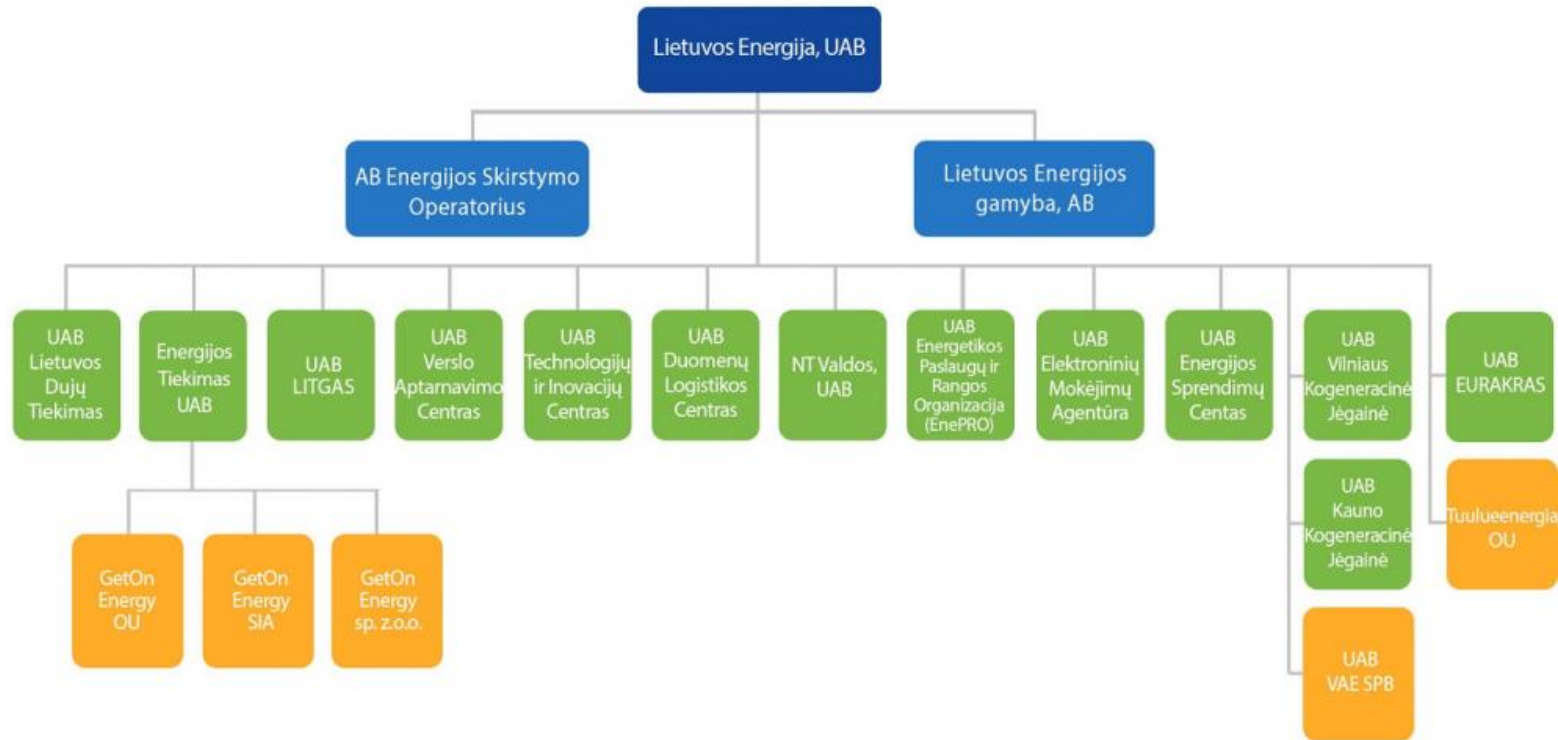 Lietuvos Energija, UAB
AB Energijos Skirstymo
Operatorius
Lietuvos Energijos
gamyba, AB
UAB
Lietuvos
Dujų
Tiekimas
Energijos
Tiekimas
UAB
UAB
LITGAS
UAB
Verslo
Aptarnavimo
Centras
UAB
Technologijų
ir Inovacijų
Centras
UAB
Duomenų
Logistikos
Centras
NT Valdos,
UAB
UAB
Energetikos
Paslaugų ir
Rangos
Organizacija
(EnePRO)
UAB
Elektroninių
Mokėjimų
Agentūra
UAB
Energijos
Sprendimų
Centas
UAB
Vilniaus
Kogeneracinė
Jėgainė
UAB
EURAKRAS
UAB
Kauno
Kogeneracinė
Jėgainė
Tuulueenergia
OU
GetOn
Energy
OU
GetOn
Energy
SIA
GetOn
Energy
sp. z.o.o.
UAB
VAE SPB